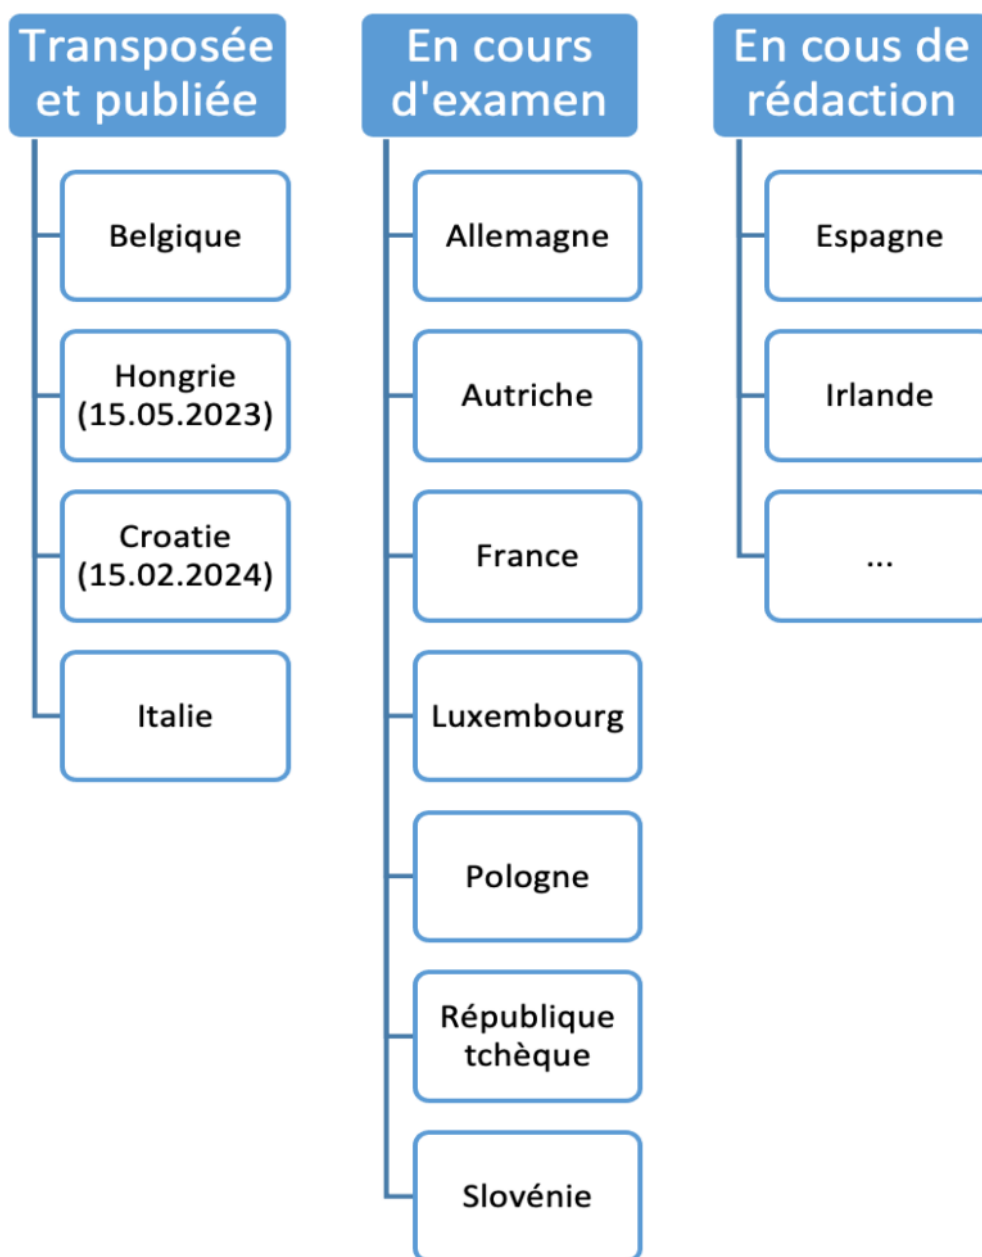 Transposée
et publiée
Belgique
Hongrie
(15.05.2023)
Croatie
(15.02.2024)
Italie
En cours
d'examen
Allemagne
Autriche
France
Luxembourg
Pologne
République
tchèque
Slovénie
En cous de
rédaction
Espagne
Irlande
...